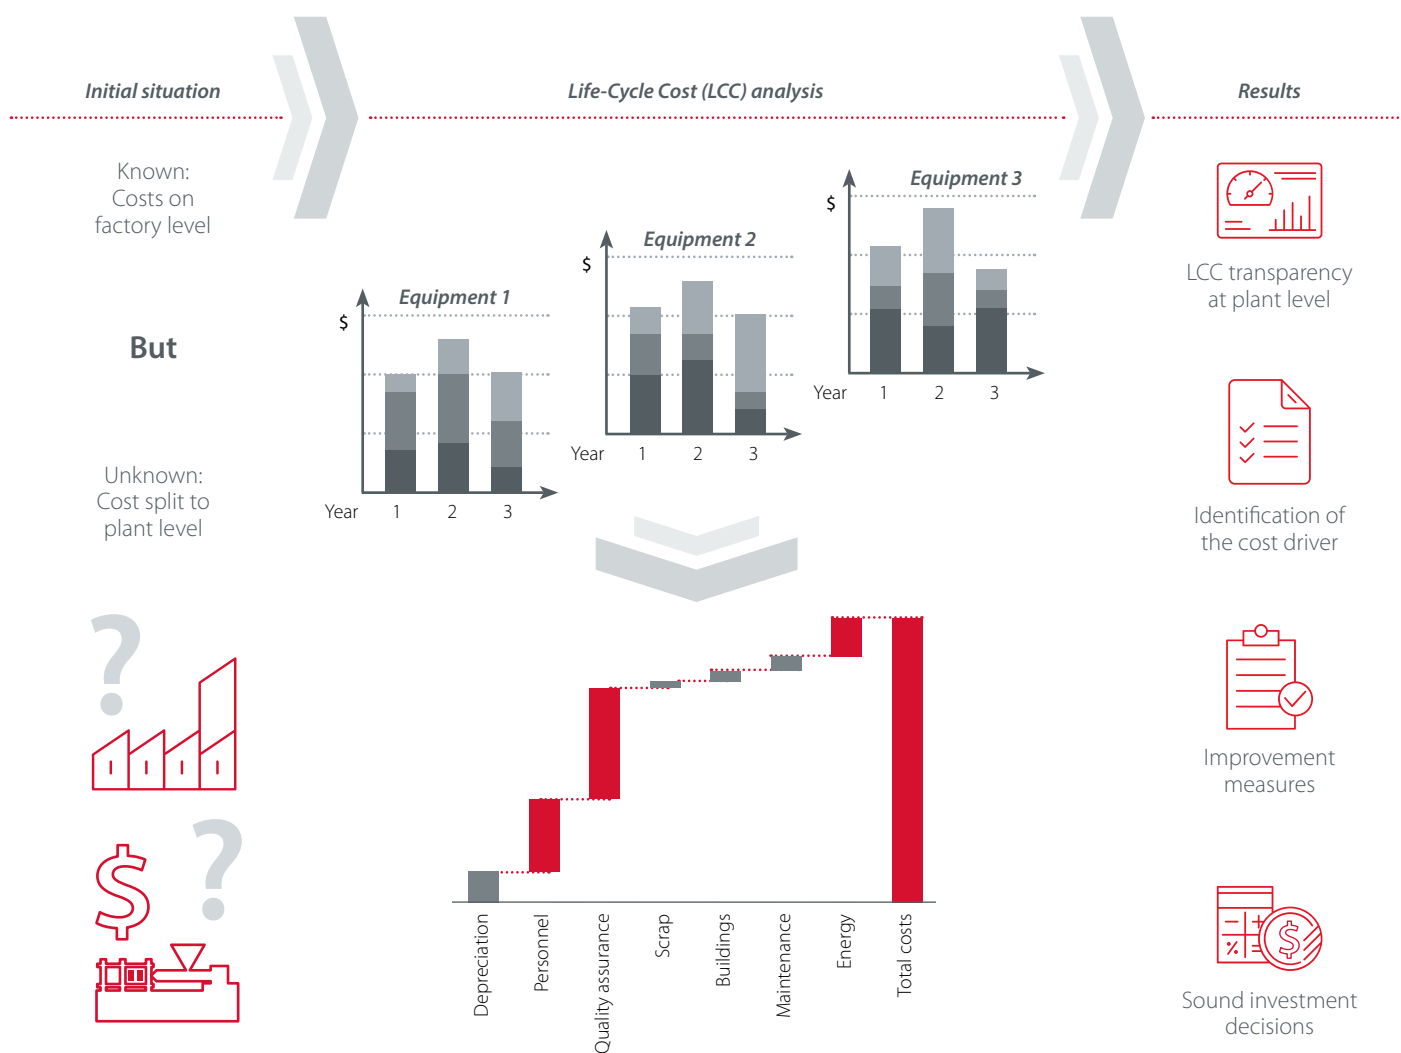 Initial situation
Life-Cycle Cost (LCC) analysis
Results
Known:
Costs on
factory level
But
Unknown:
Cost split to
plant level
?
$
?
$
Equipment 1
Year
1
2
3
$
Equipment 2
Year
1
2
3
$
Equipment 3
Year
1
2
3
Depreciation
Personnel
Quality assurance
Scrap
Buildings
Maintenance
Energy
Total costs
LCC transparency
at plant level
Identification of
the cost driver
Improvement
measures
$
Sound investment
decisions